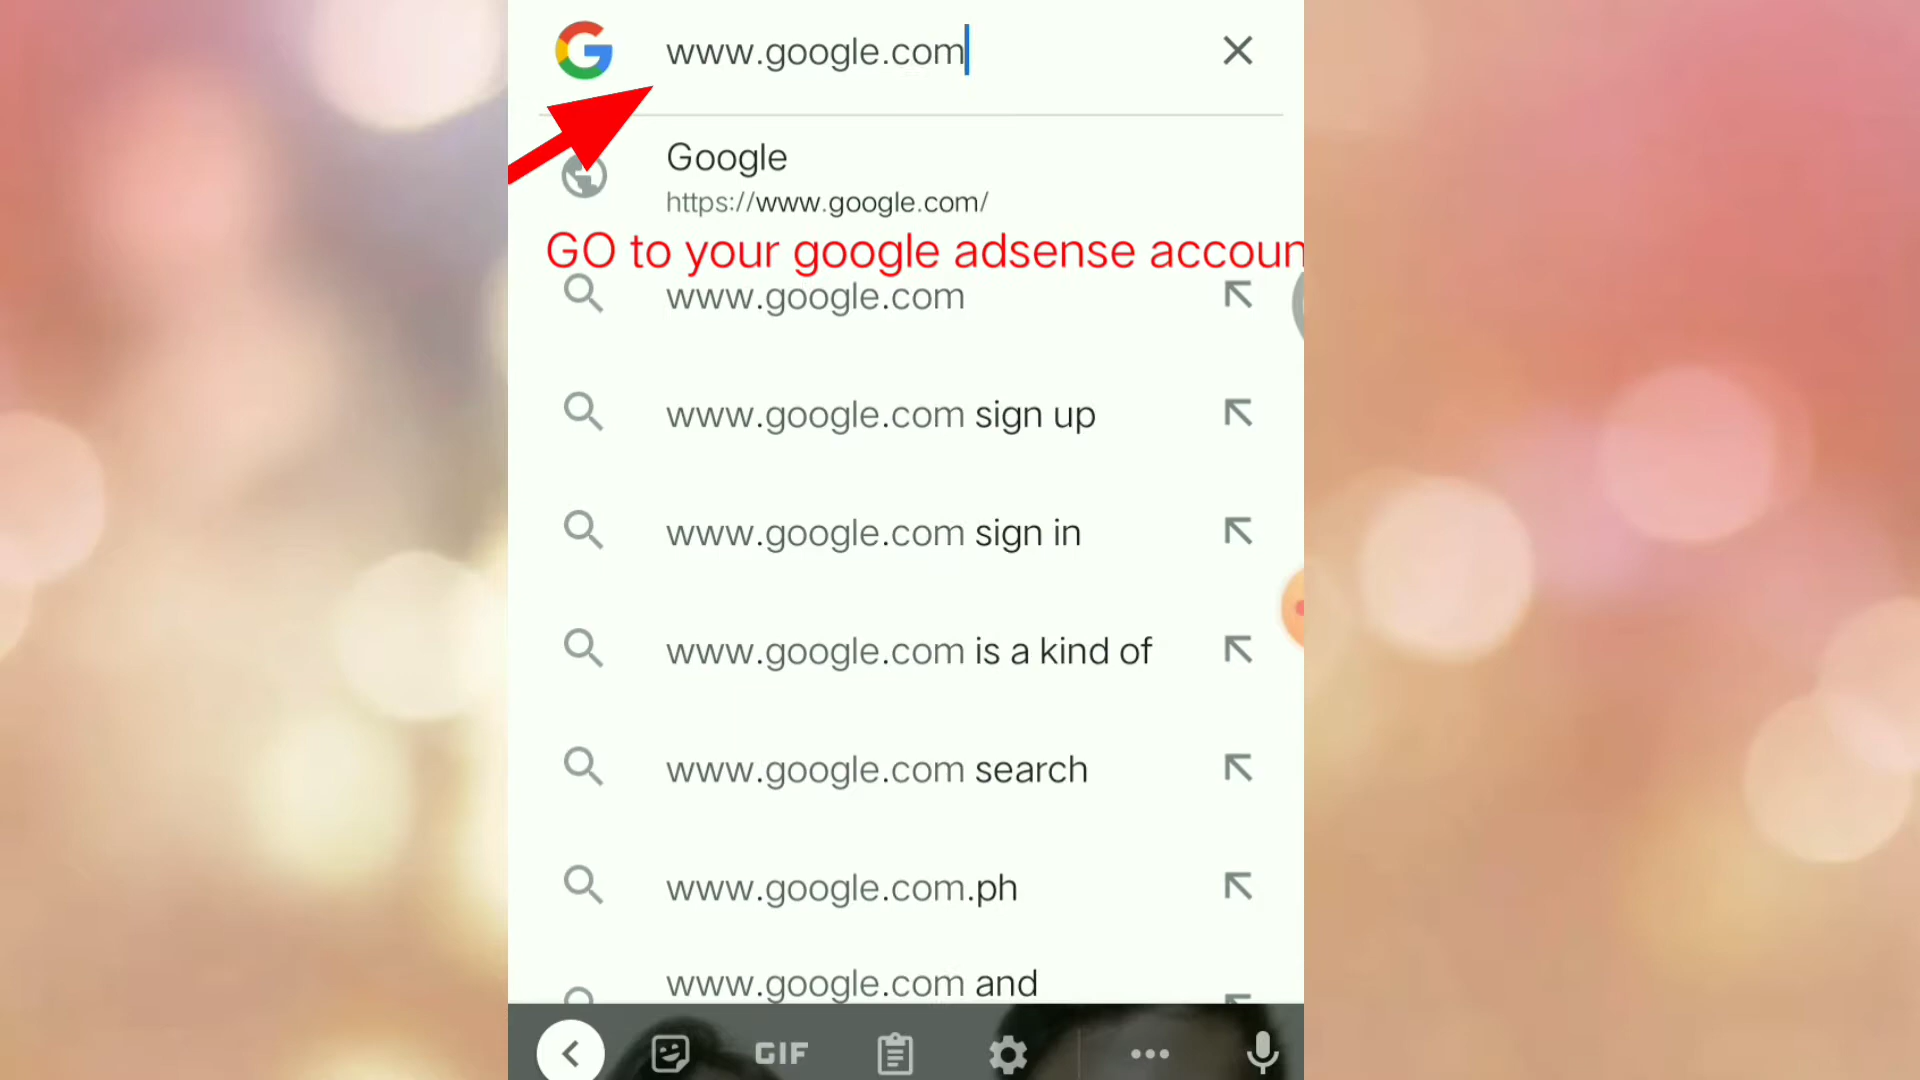 www.google.com
Google
https://www.google.com/
GO to your google adsense accoun
www.google.com
www.google.com sign up
www.google.com sign in
www.google.com is a kind of
www.google.com search
www.google.com.ph
www.google.com and
GIF